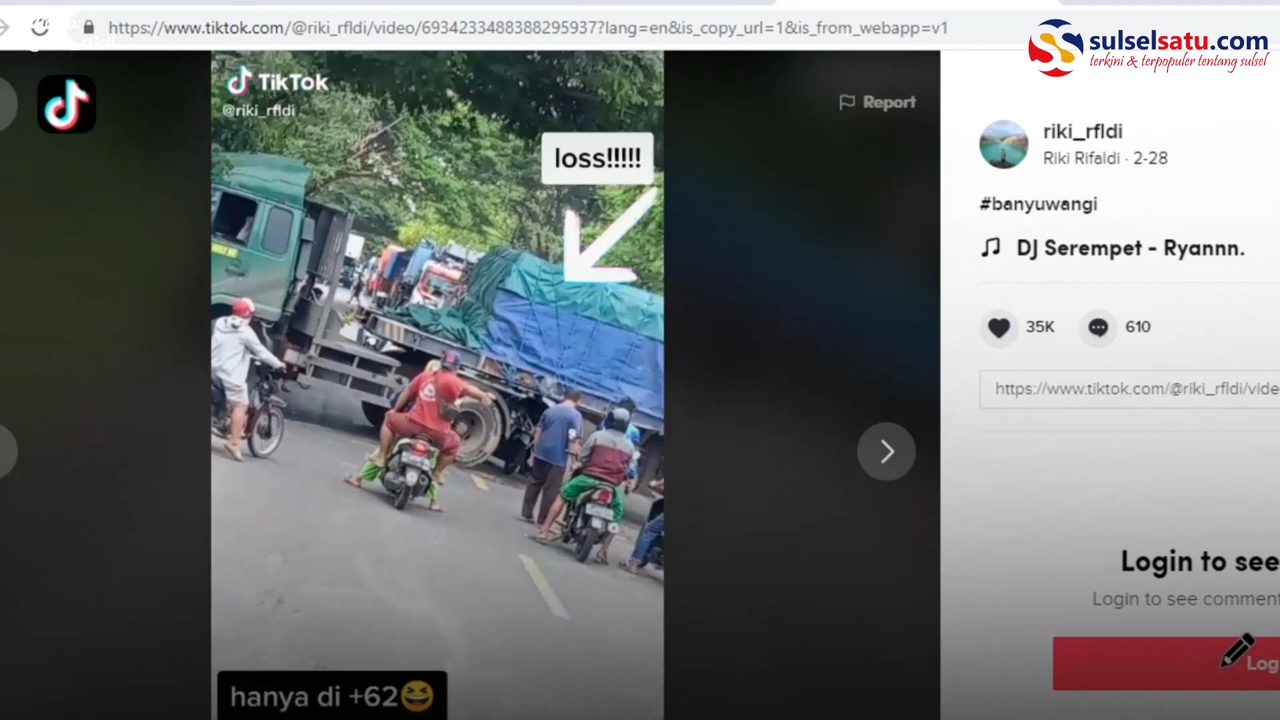 https://www.tiktok.com/@riki_rfldi/video/6934233488388295937?lang=en&is_copy_url=1&is_from_webapp=v1
sulselsatu.com
terkini & terpopuler tentang sulsel
TikTok
@riki_rfldi
Report
loss!!!!!
riki_rfldi
Riki Rifaldi · 2-28
#banyuwangi
DJ Serempet - Ryannn.
35K
610
https://www.tiktok.com/@riki_rfldi/vide
Login to see
Login to see comment
Log
hanya di +62😆